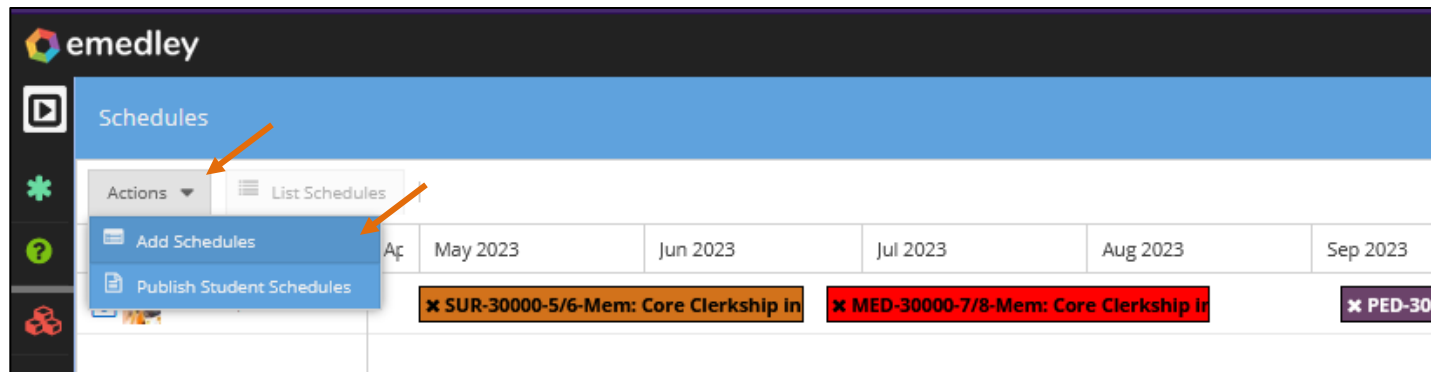 emedley
Schedules
Actions
List Schedules
Add Schedules
Publish Student Schedules
May 2023
Jun 2023
Jul 2023
Aug 2023
Sep 2023
SUR-30000-5/6-Mem: Core Clerkship in
MED-30000-7/8-Mem: Core Clerkship in
PED-30